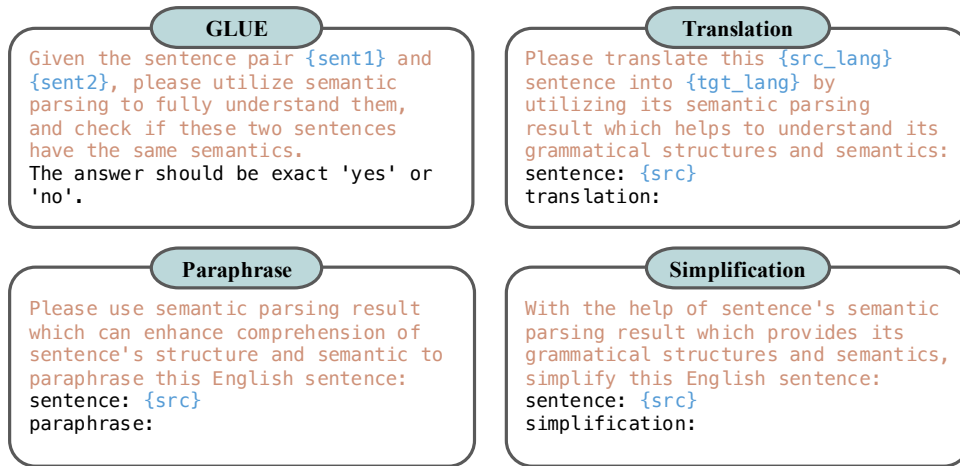 GLUE
Given the sentence pair {sent1} and
{sent2}, please utilize semantic
parsing to fully understand them,
and check if these two sentences
have the same semantics.
The answer should be exact 'yes' or
'no'.
Translation
Please translate this {src_lang}
sentence into {tgt_lang} by
utilizing its semantic parsing
result which helps to understand its
grammatical structures and semantics:
sentence: {src}
translation:
Paraphrase
Please use semantic parsing result
which can enhance comprehension of
sentence's structure and semantic to
paraphrase this English sentence:
sentence: {src}
paraphrase:
Simplification
With the help of sentence's semantic
parsing result which provides its
grammatical structures and semantics,
simplify this English sentence:
sentence: {src}
simplification: